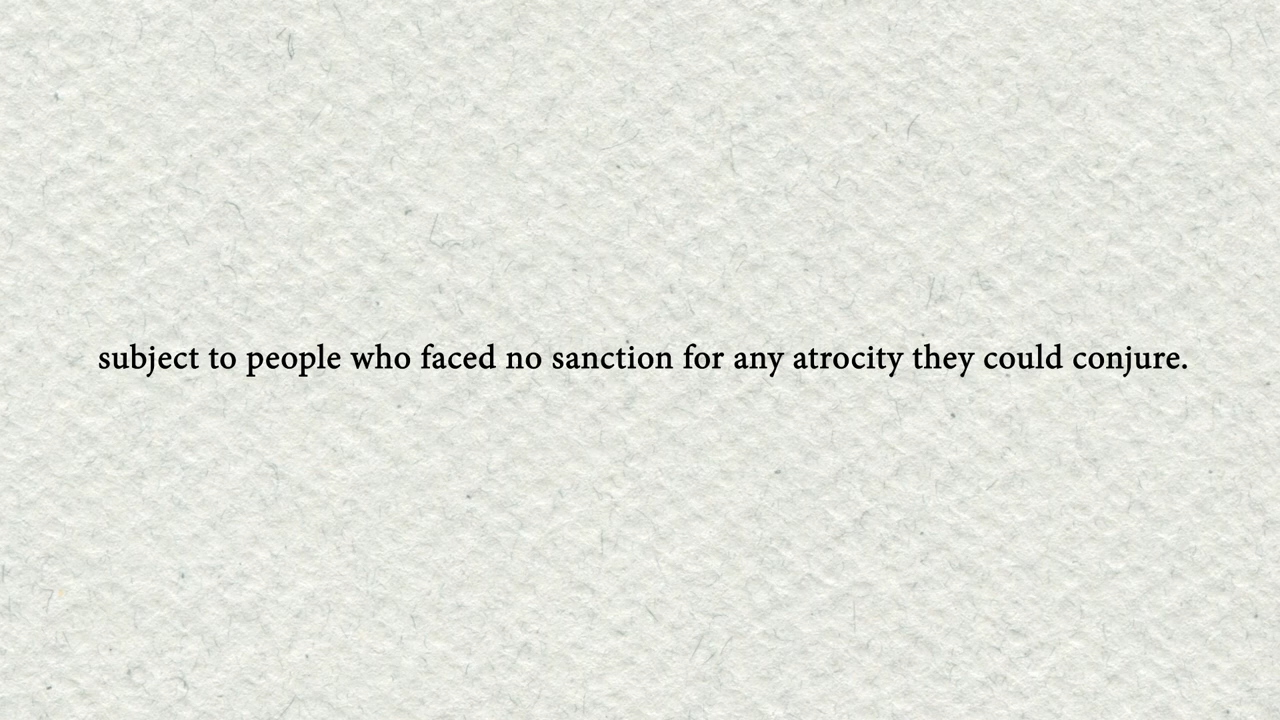 subject to people who faced no sanction for any atrocity they could conjure.